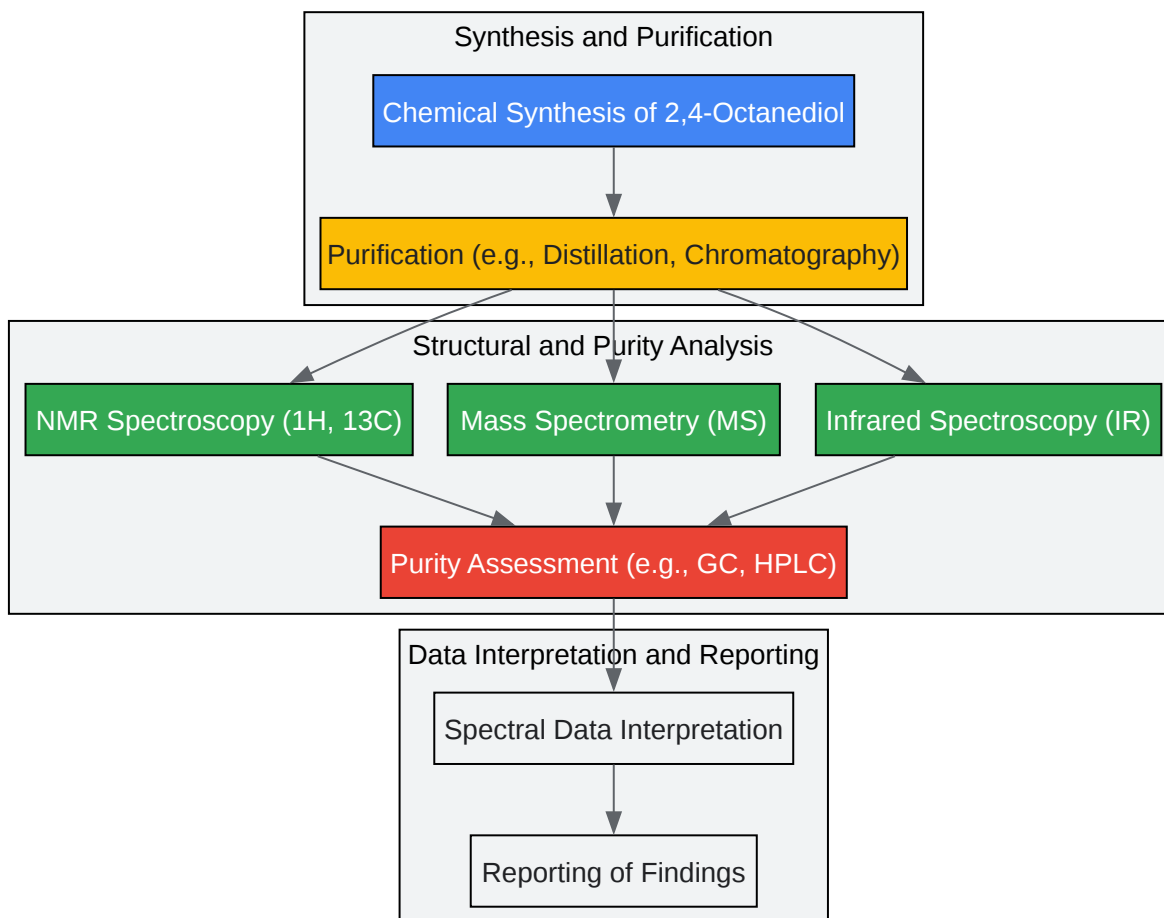 Synthesis and Purification
Chemical Synthesis of 2,4-Octanediol
Purification (e.g., Distillation, Chromatography)
Structural and Purity Analysis
NMR Spectroscopy (1H, 13C)
Mass Spectrometry (MS)
Infrared Spectroscopy (IR)
Purity Assessment (e.g., GC, HPLC)
Data Interpretation and Reporting
Spectral Data Interpretation
Reporting of Findings